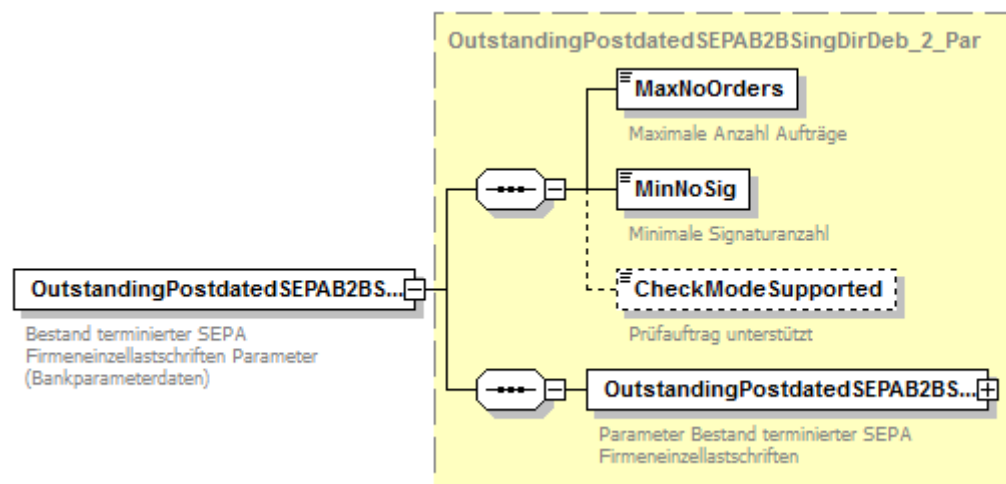 OutstandingPostdatedSEPAB2BSingDirDeb_2_Par
MaxNoOrders
Maximale Anzahl Aufträge
MinNoSig
Minimale Signaturanzahl
OutstandingPostdatedSEPAB2BS...
Bestand terminierter SEPA
Firmeneinzellastschriften Parameter
(Bankparameterdaten)
CheckModeSupported
Prüfauftrag unterstützt
OutstandingPostdatedSEPAB2BS...
Parameter Bestand terminierter SEPA
Firmeneinzellastschriften